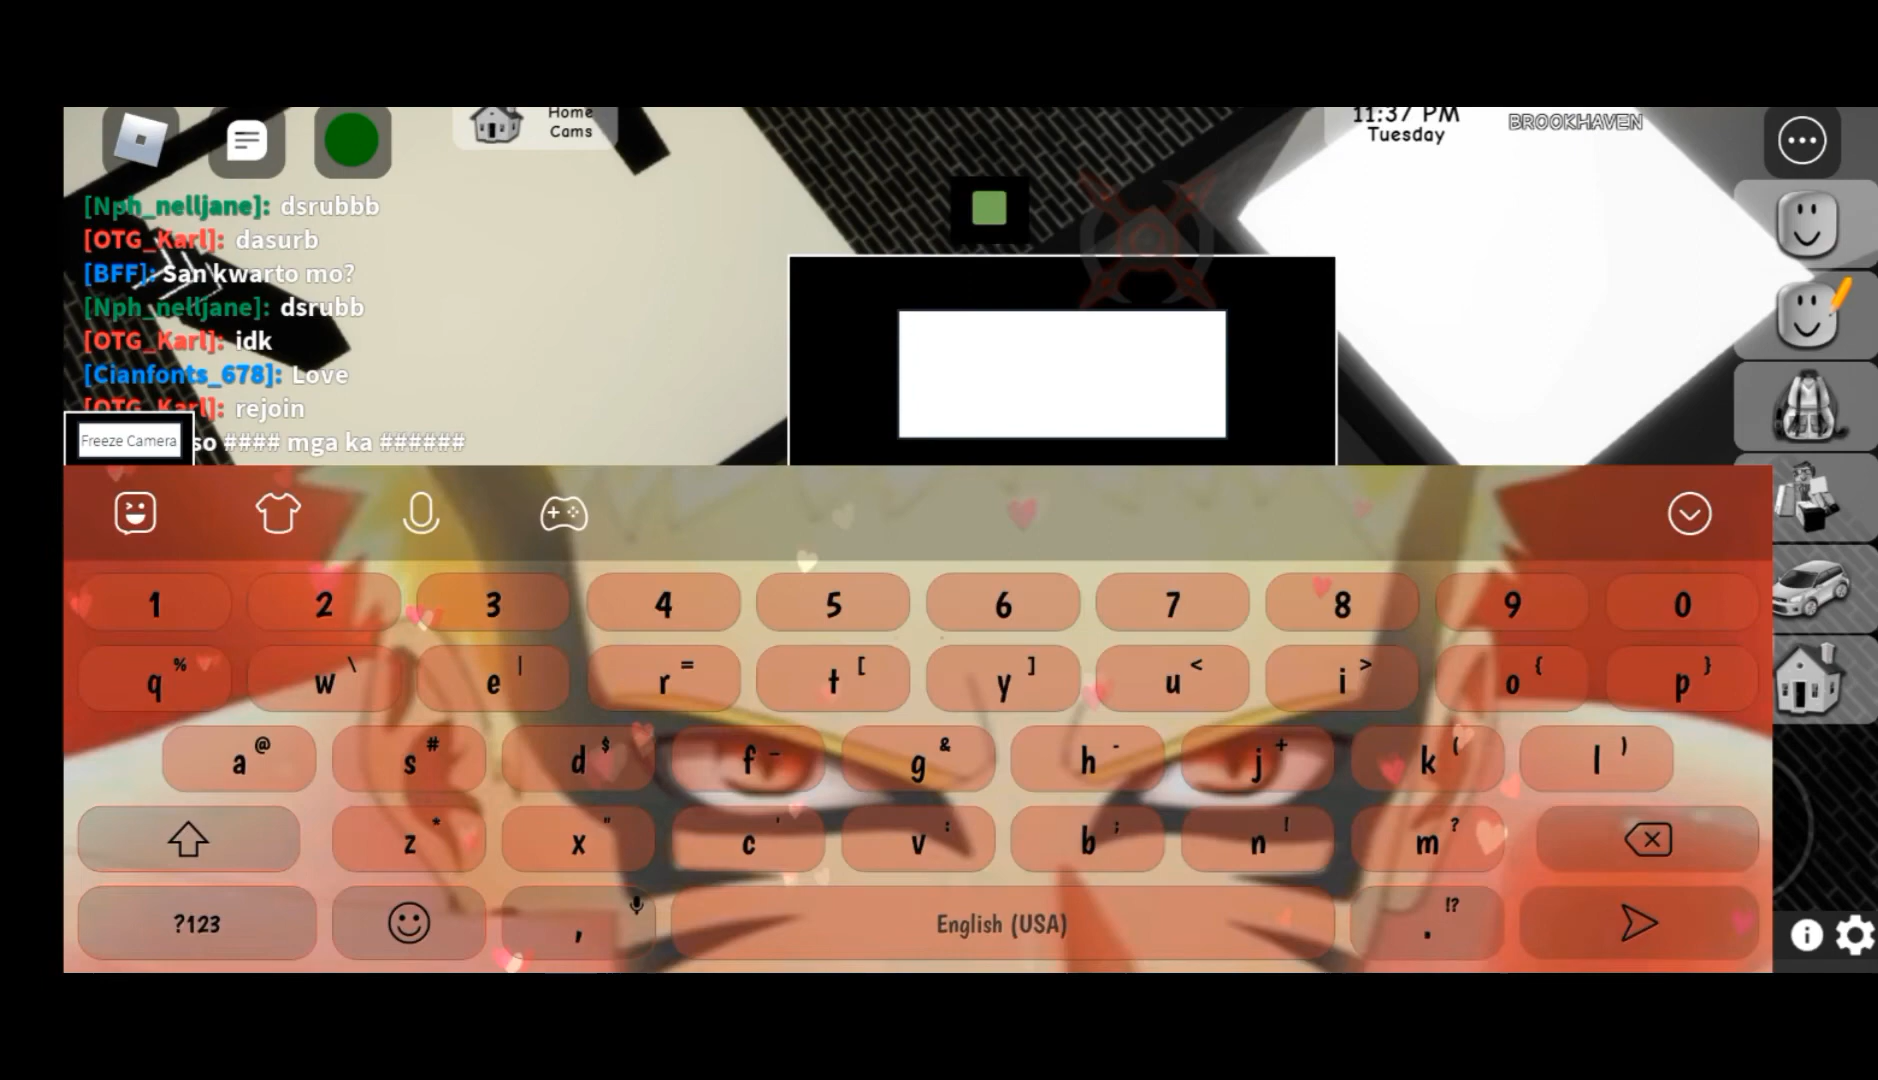 Home
Cams
11:37 PM
Tuesday
BROOKHAVEN
[Nph_nelljane]: dsrubbb
[OTG_Karl]: dasurb
[BFF]: San kwarto mo?
[Nph_nelljane]: dsrubb
[OTG_Karl]: idk
[Cianfonts_678]: Love
[OTG_Karl]: rejoin
Freeze Camera
so #### mga ka ######
1 2 3 4 5 6 7 8 9 0
q % w \ e | r = t [ y ] u < i > o { p }
a @ s # d $ f _ g & h - j + k ( l )
z * x " c ' v : b ; n ! m ?
?123 , English (USA) . !?